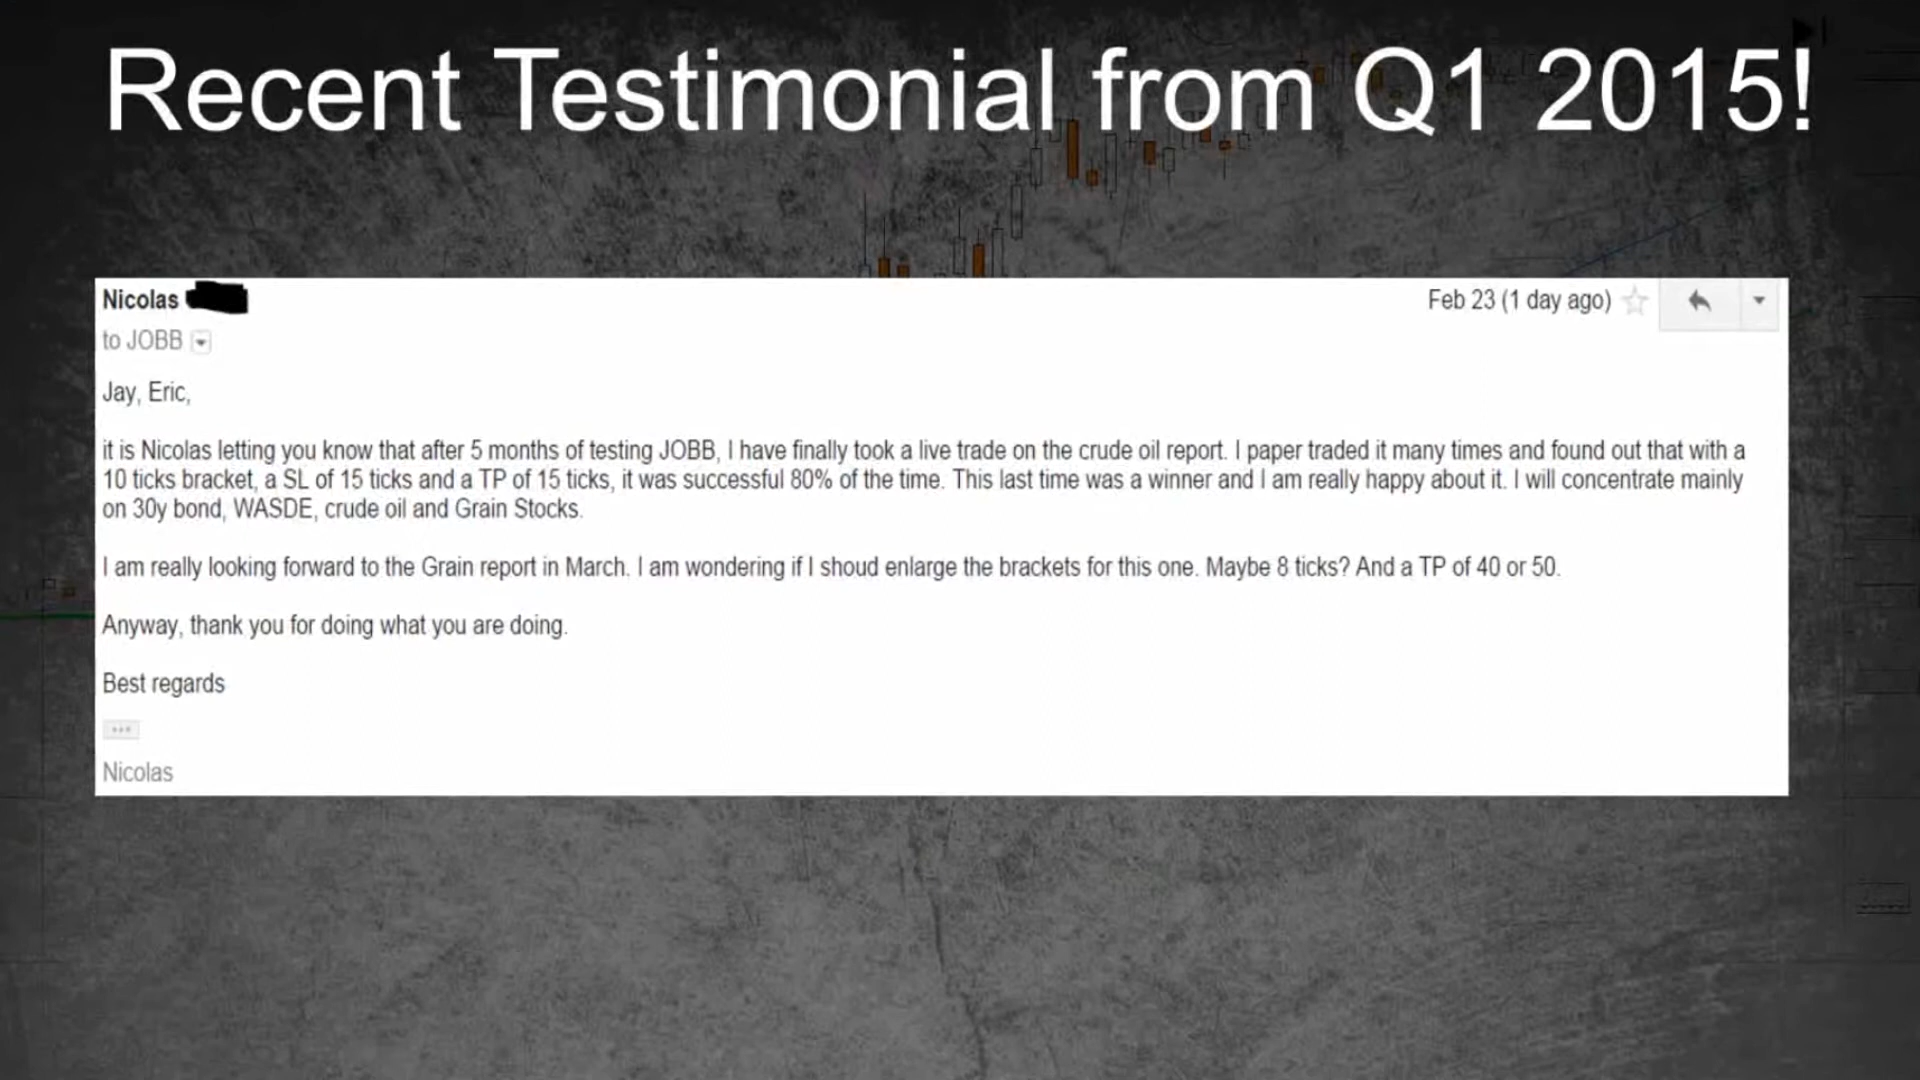 Recent Testimonial from Q1 2015!
Nicolas
Feb 23 (1 day ago)
to JOBB
Jay, Eric,
it is Nicolas letting you know that after 5 months of testing JOBB, I have finally took a live trade on the crude oil report. I paper traded it many times and found out that with a
10 ticks bracket, a SL of 15 ticks and a TP of 15 ticks, it was successful 80% of the time. This last time was a winner and I am really happy about it. I will concentrate mainly
on 30y bond, WASDE, crude oil and Grain Stocks.
I am really looking forward to the Grain report in March. I am wondering if I shoud enlarge the brackets for this one. Maybe 8 ticks? And a TP of 40 or 50.
Anyway, thank you for doing what you are doing.
Best regards
Nicolas